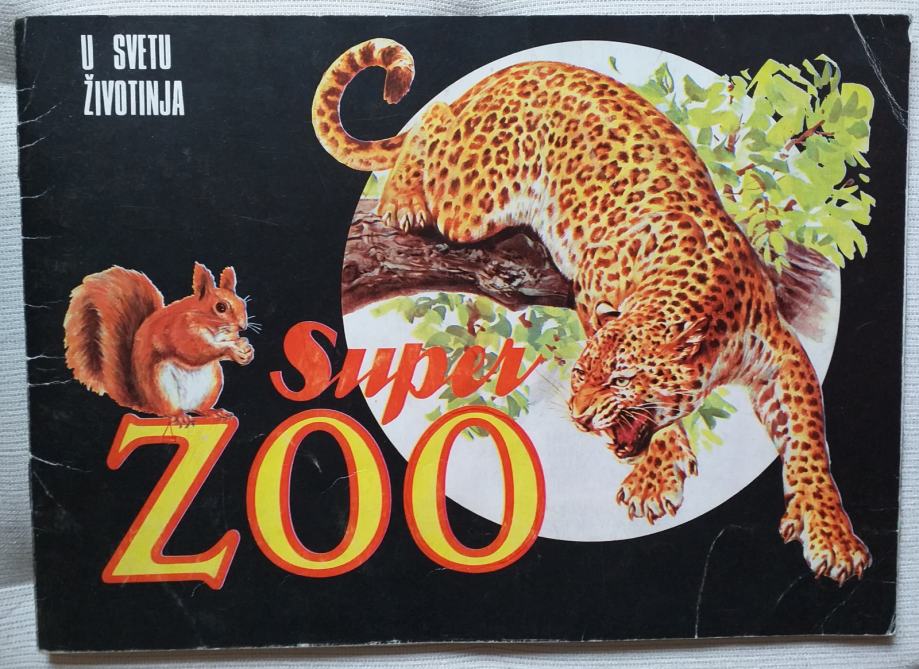 U SVETU
ŽIVOTINJA
Super
ZOO